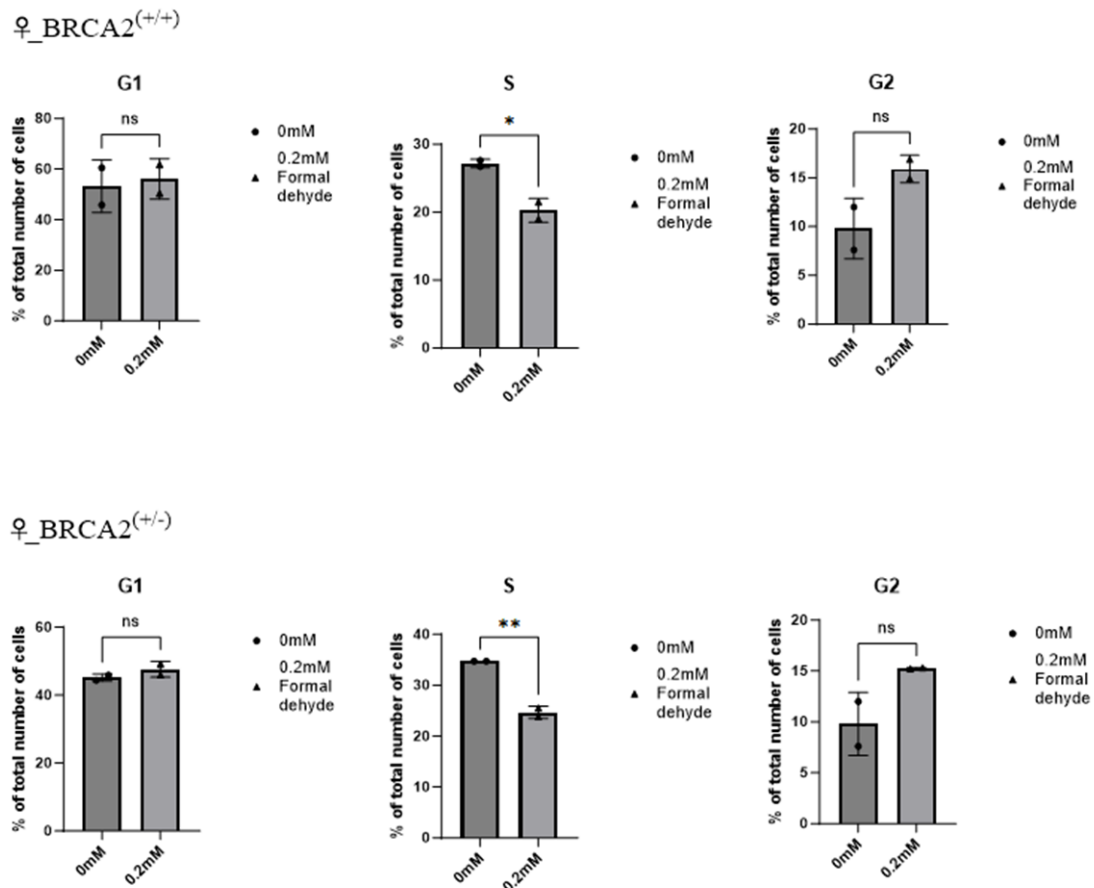 ♀_BRCA2(+/+)
G1
% of total number of cells
80
60
40
20
0
ns
0mM
0.2mM
0mM
0.2mM
Formal
dehyde
S
% of total number of cells
30
20
10
0
*
0mM
0.2mM
0mM
0.2mM
Formal
dehyde
G2
% of total number of cells
20
15
10
5
0
ns
0mM
0.2mM
0mM
0.2mM
Formal
dehyde
♀_BRCA2(+/-)
G1
% of total number of cells
60
40
20
0
ns
0mM
0.2mM
0mM
0.2mM
Formal
dehyde
S
% of total number of cells
40
30
20
10
0
**
0mM
0.2mM
0mM
0.2mM
Formal
dehyde
G2
% of total number of cells
20
15
10
5
0
ns
0mM
0.2mM
0mM
0.2mM
Formal
dehyde